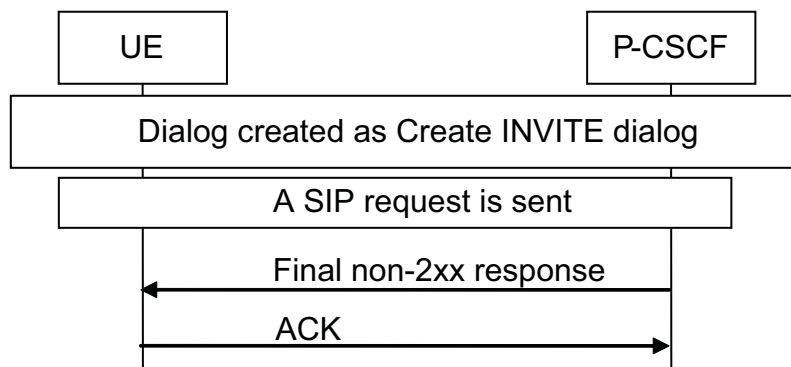 UE
P-CSCF
Dialog created as Create INVITE dialog
A SIP request is sent
Final non-2xx response
ACK